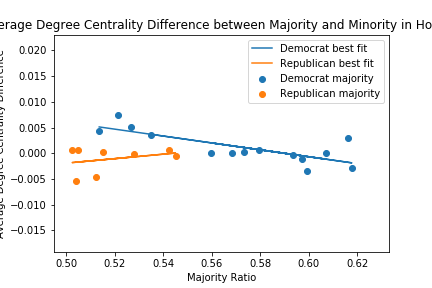 erage Degree Centrality Difference between Majority and Minority in Ho
Democrat best fit
Republican best fit
Democrat majority
Republican majority
Average Degree Centrality Difference
0.020
0.015
0.010
0.005
0.000
−0.005
−0.010
−0.015
0.50 0.52 0.54 0.56 0.58 0.60 0.62
Majority Ratio